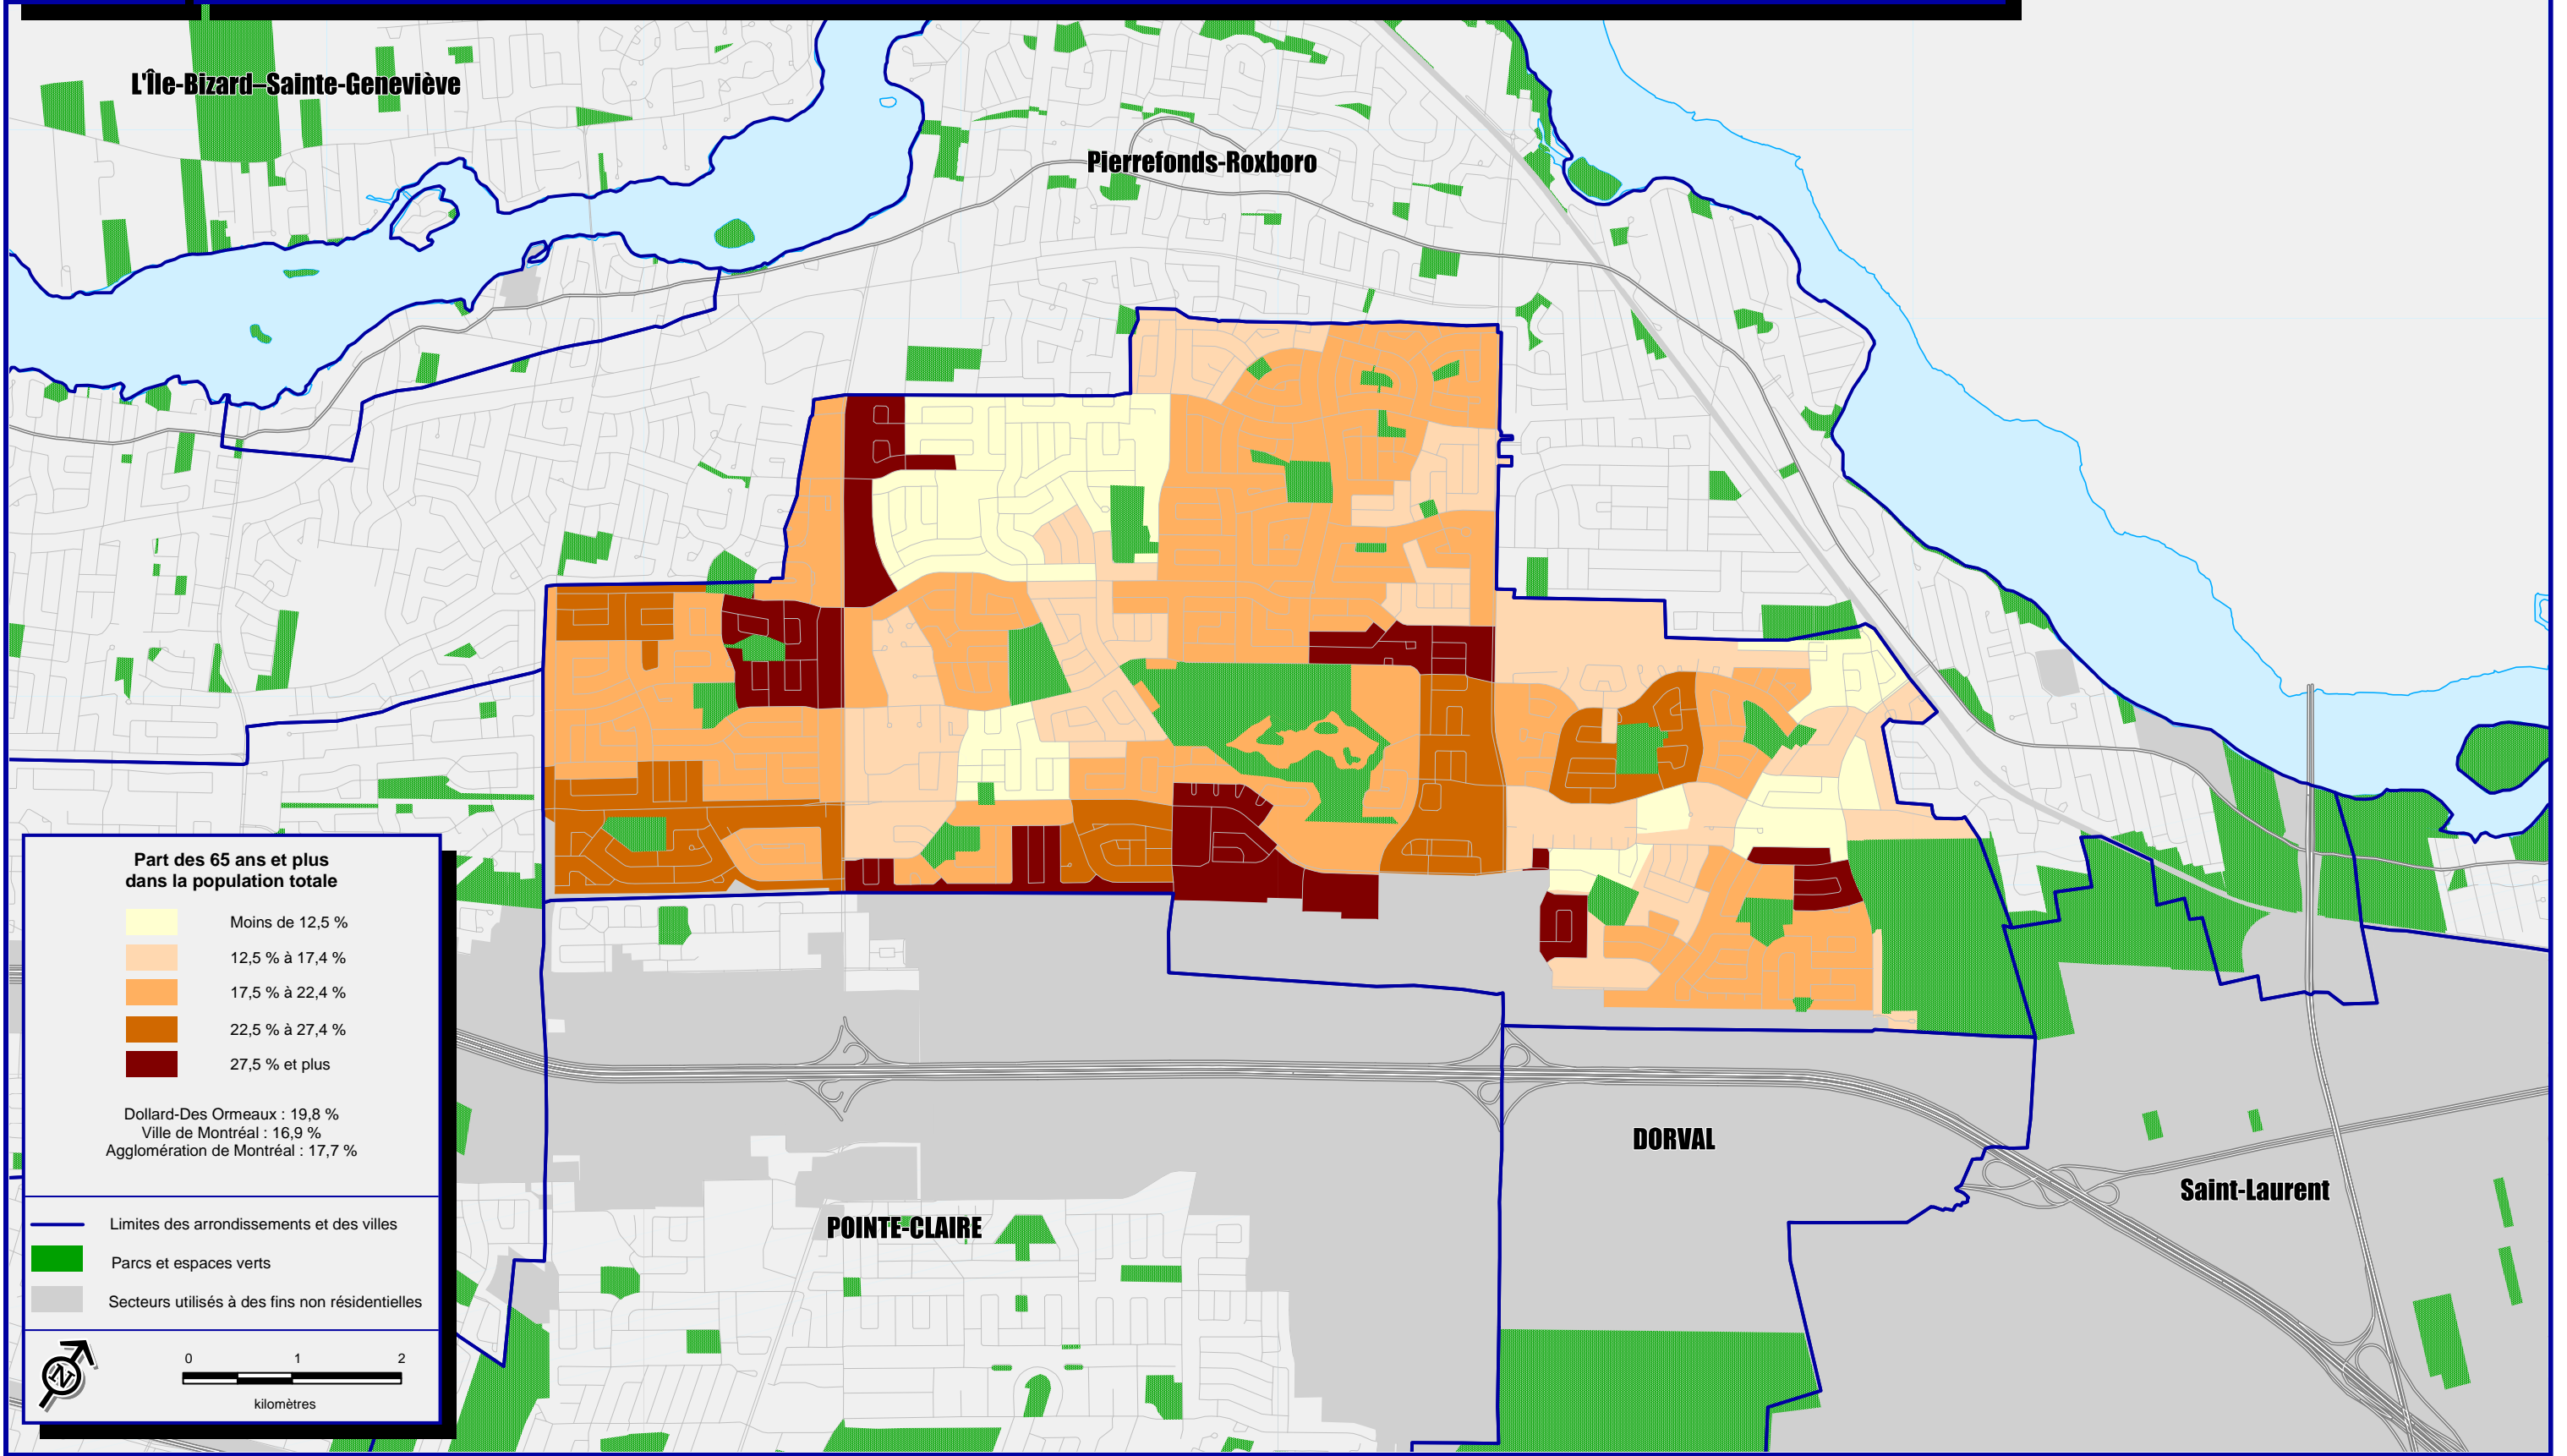 L'Île-Bizard–Sainte-Geneviève
Pierrefonds-Roxboro
Part des 65 ans et plus
dans la population totale
Moins de 12,5 %
12,5 % à 17,4 %
17,5 % à 22,4 %
22,5 % à 27,4 %
27,5 % et plus
Dollard-Des Ormeaux : 19,8 %
Ville de Montréal : 16,9 %
Agglomération de Montréal : 17,7 %
Limites des arrondissements et des villes
Parcs et espaces verts
Secteurs utilisés à des fins non résidentielles
N
0 1 2
kilomètres
DORVAL
Saint-Laurent
POINTE-CLAIRE